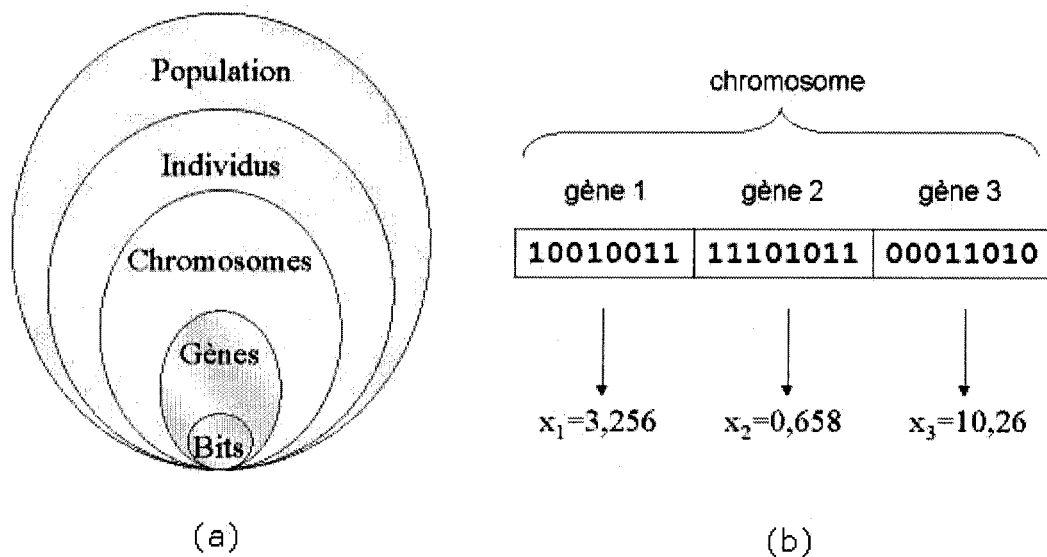 Population
Individus
Chromosomes
Gènes
Bits
(a)
chromosome
gène 1 gène 2 gène 3
10010011 11101011 00011010
x1=3,256 x2=0,658 x3=10,26
(b)